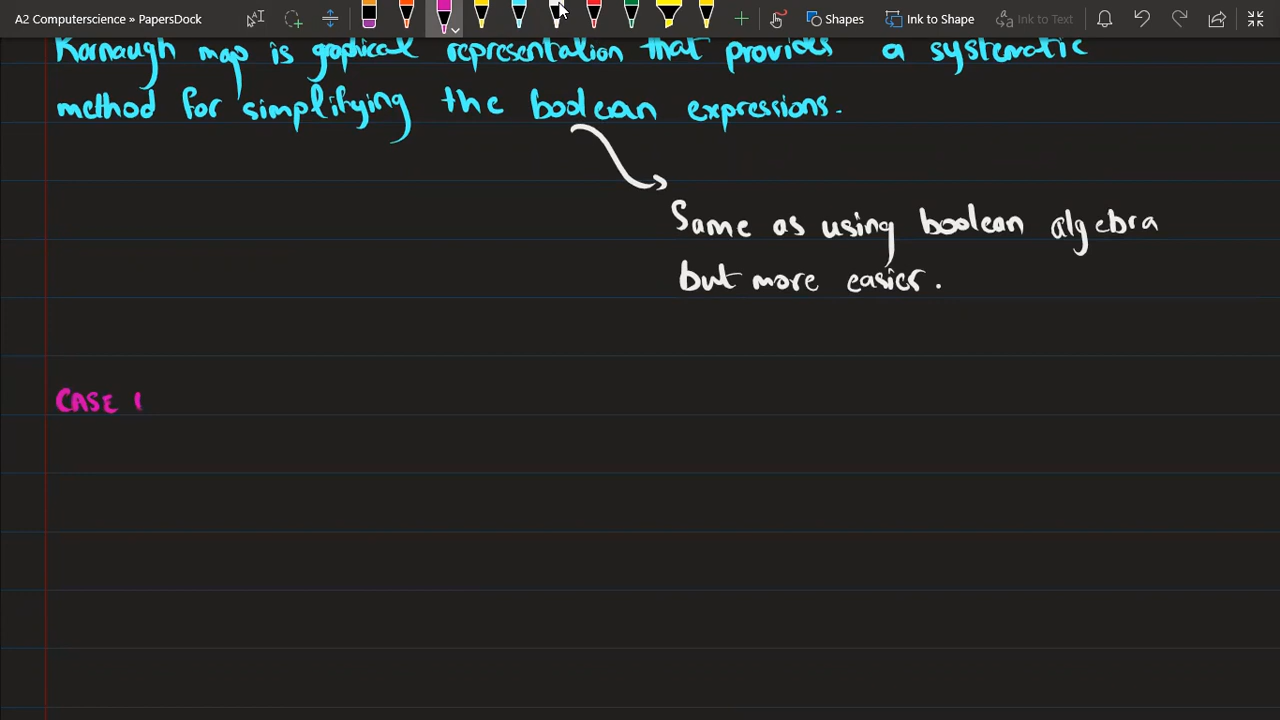 A2 Computerscience » PapersDock
Shapes
Ink to Shape
Ink to Text
Karnaugh map is graphical representation that provides a systematic
method for simplifying the boolean expressions.
Same as using boolean algebra
but more easier.
CASE 1